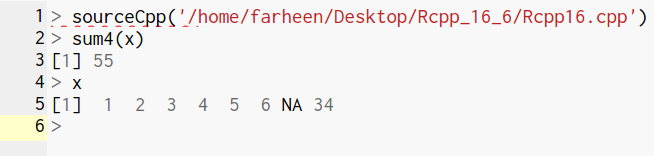 1 > sourceCpp('/home/farheen/Desktop/Rcpp_16_6/Rcpp16.cpp')
2 > sum4(x)
3 [1] 55
4 > x
5 [1]  1  2  3  4  5  6 NA 34
6 >